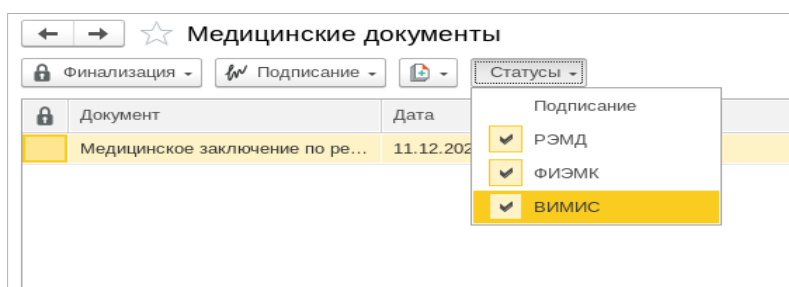 Медицинские документы
Финализация Подписание Статусы
Документ Дата
Медицинское заключение по ре... 11.12.202
Подписание
РЭМД
ФИЭМК
ВИМИС